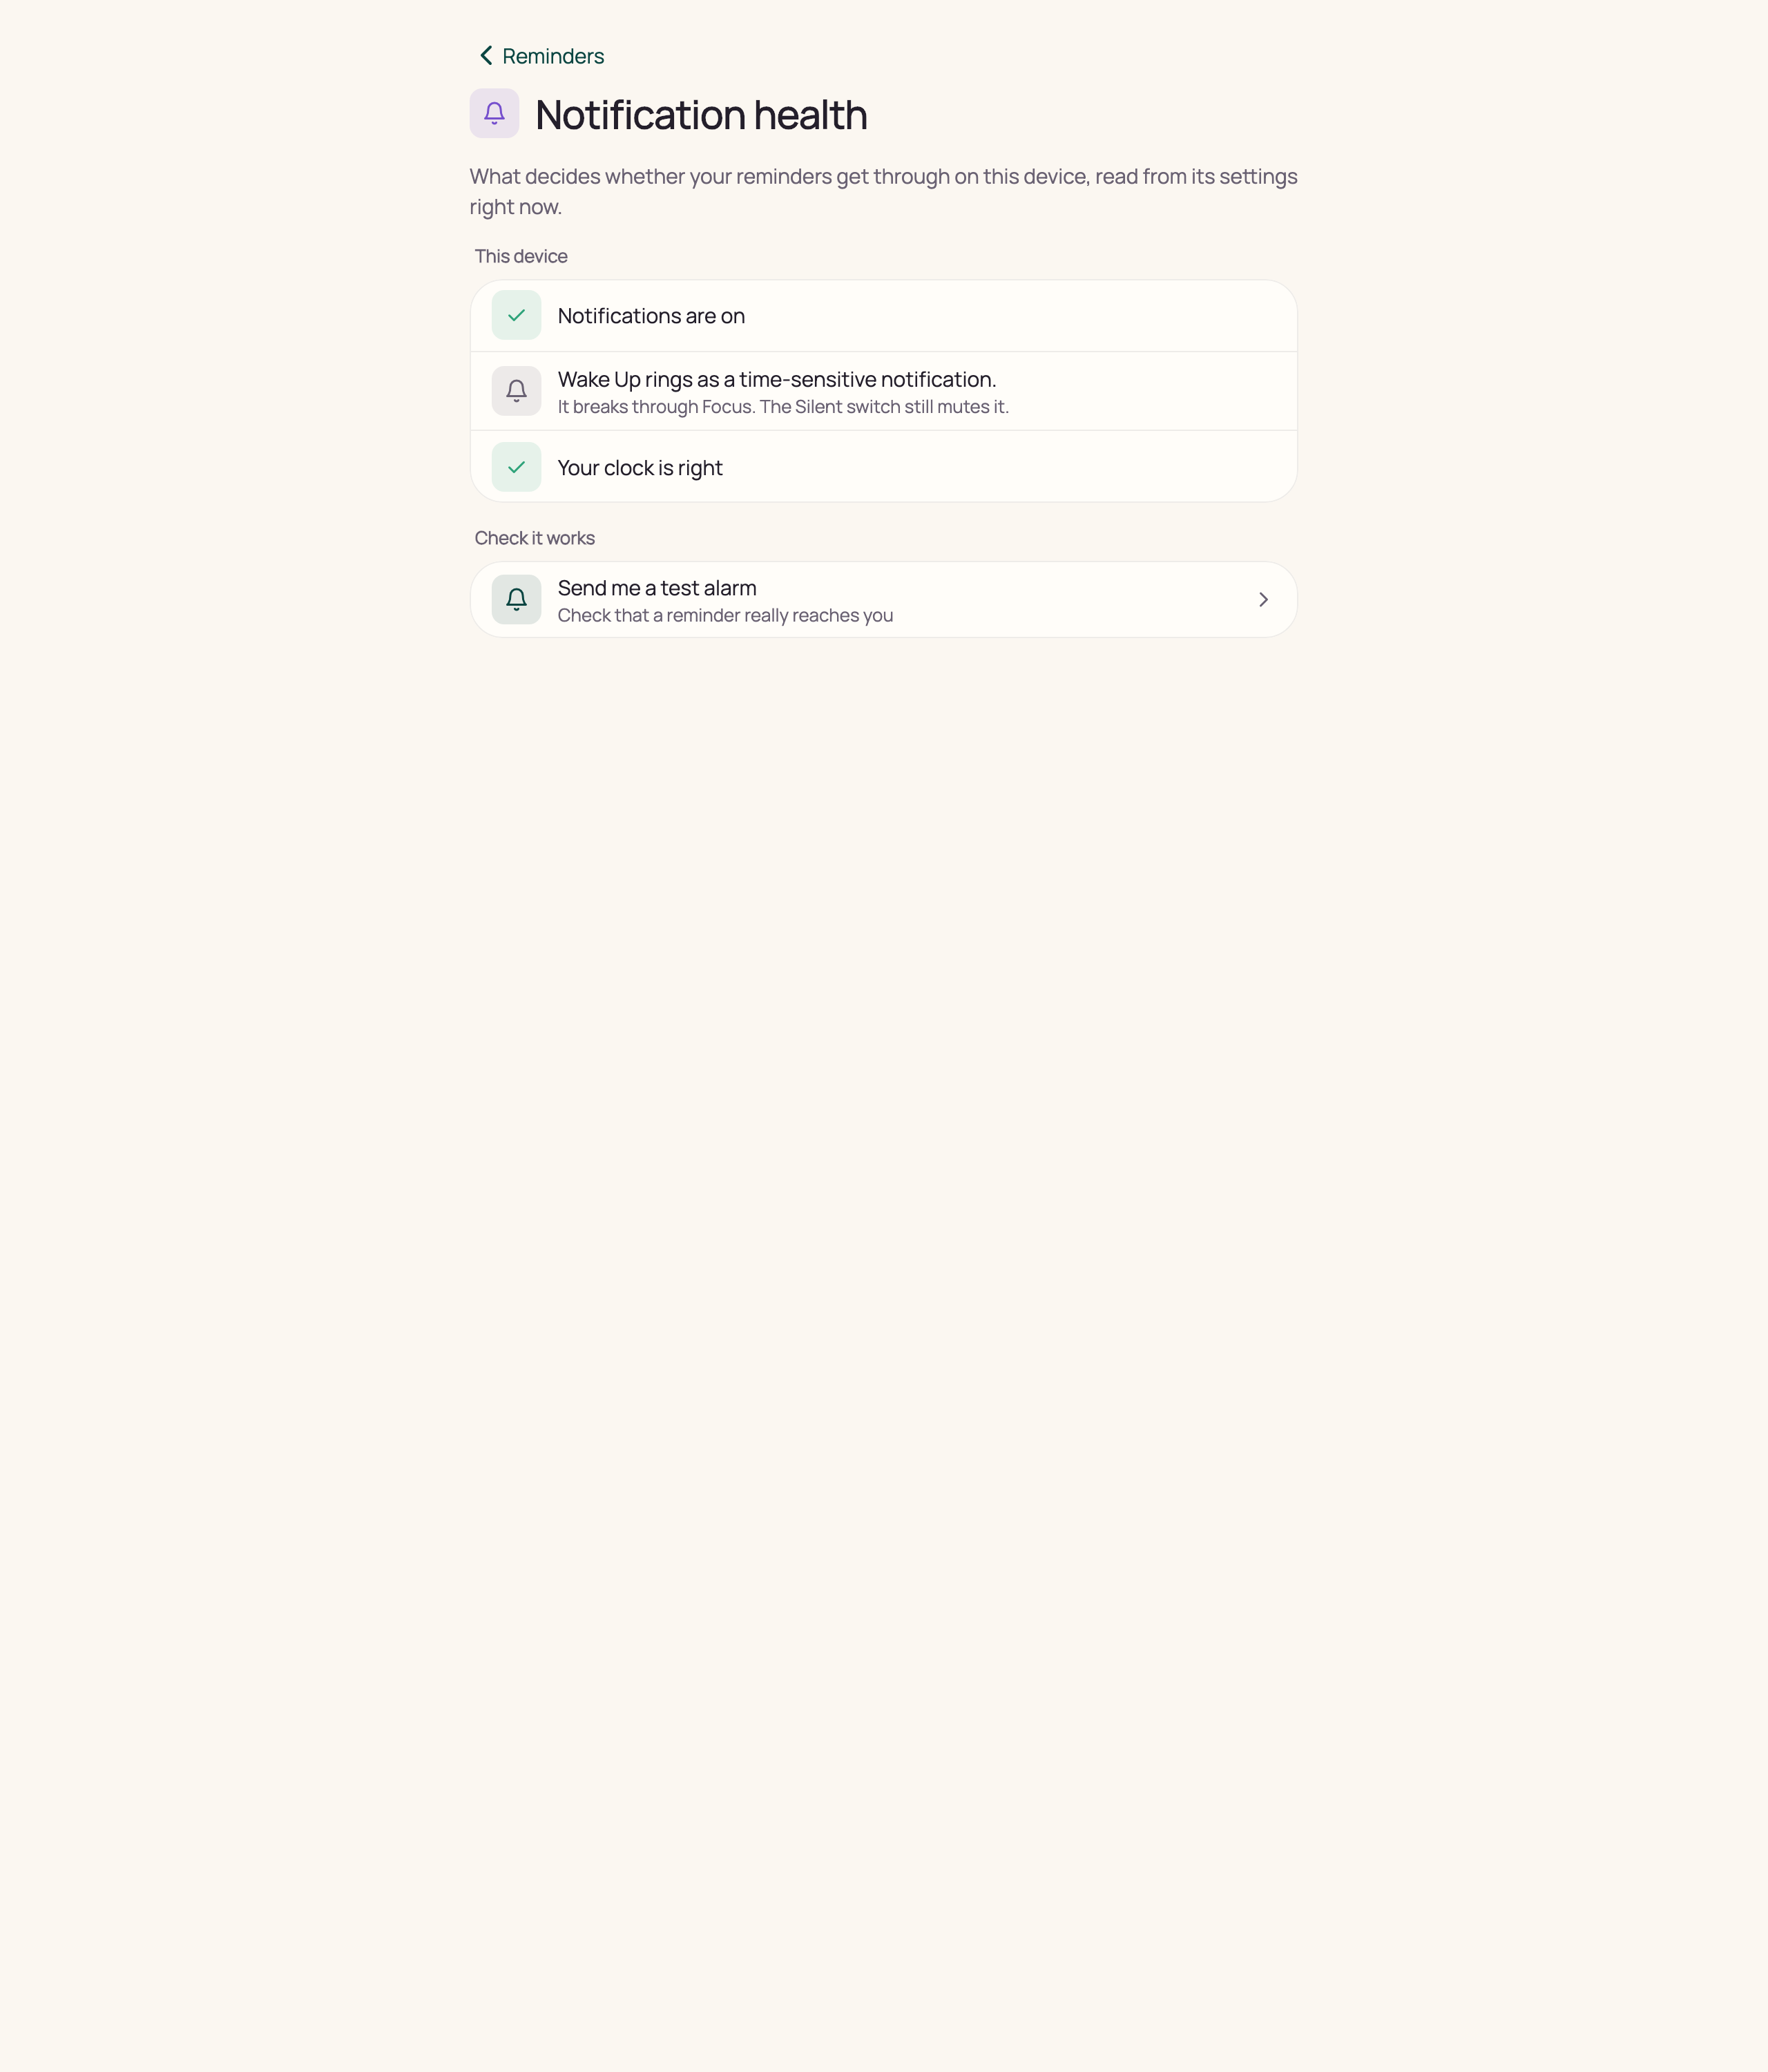 Reminders
Notification health
What decides whether your reminders get through on this device, read from its settings
right now.
This device
Notifications are on
Wake Up rings as a time-sensitive notification.
It breaks through Focus. The Silent switch still mutes it.
Your clock is right
Check it works
Send me a test alarm
Check that a reminder really reaches you